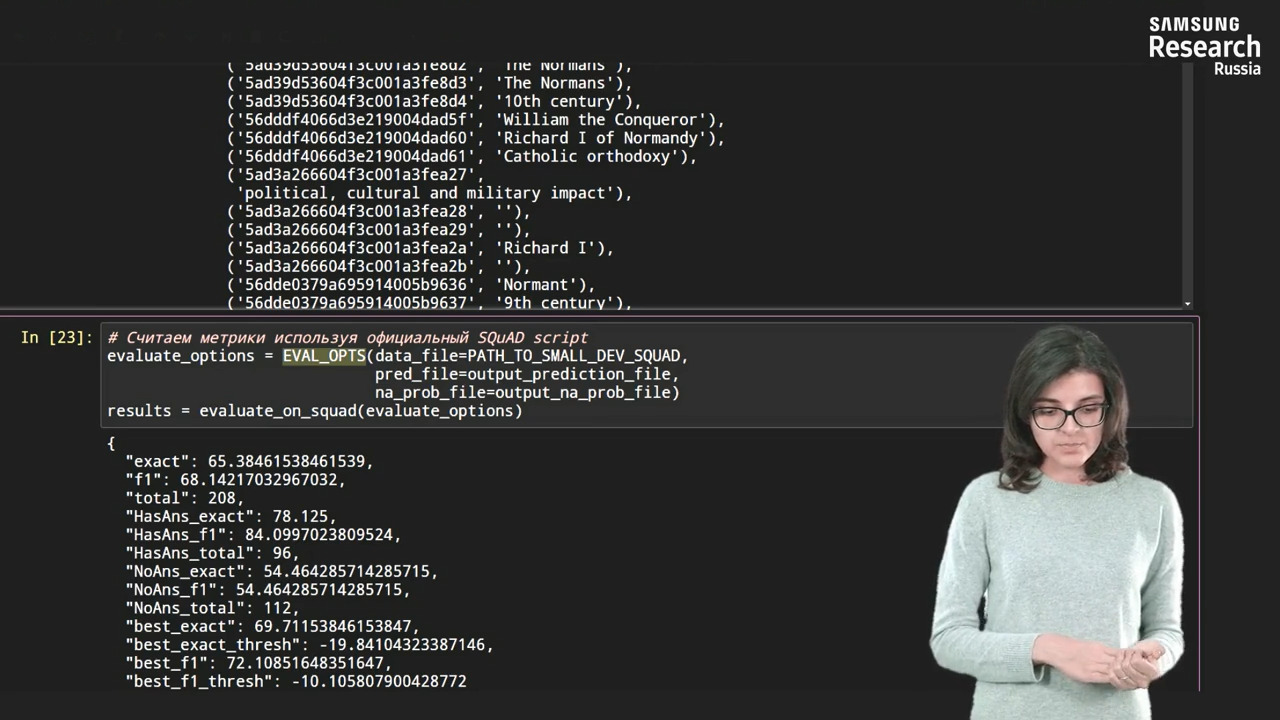 SAMSUNG
Research
Russia
('5ad39d53604f3c001a3fe8d2', 'The Normans'),
('5ad39d53604f3c001a3fe8d3', 'The Normans'),
('5ad39d53604f3c001a3fe8d4', '10th century'),
('56dddf4066d3e219004dad5f', 'William the Conqueror'),
('56dddf4066d3e219004dad60', 'Richard I of Normandy'),
('56dddf4066d3e219004dad61', 'Catholic orthodoxy'),
('5ad3a266604f3c001a3fea27',
'political, cultural and military impact'),
('5ad3a266604f3c001a3fea28', ''),
('5ad3a266604f3c001a3fea29', ''),
('5ad3a266604f3c001a3fea2a', 'Richard I'),
('5ad3a266604f3c001a3fea2b', ''),
('56dde0379a695914005b9636', 'Normant'),
('56dde0379a695914005b9637', '9th century'),
In [23]:
# Считаем метрики используя официальный SQuAD script
evaluate_options = EVAL_OPTS(data_file=PATH_TO_SMALL_DEV_SQUAD,
pred_file=output_prediction_file,
na_prob_file=output_na_prob_file)
results = evaluate_on_squad(evaluate_options)
{
"exact": 65.38461538461539,
"f1": 68.14217032967032,
"total": 208,
"HasAns_exact": 78.125,
"HasAns_f1": 84.0997023809524,
"HasAns_total": 96,
"NoAns_exact": 54.464285714285715,
"NoAns_f1": 54.464285714285715,
"NoAns_total": 112,
"best_exact": 69.71153846153847,
"best_exact_thresh": -19.84104323387146,
"best_f1": 72.10851648351647,
"best_f1_thresh": -10.105807900428772